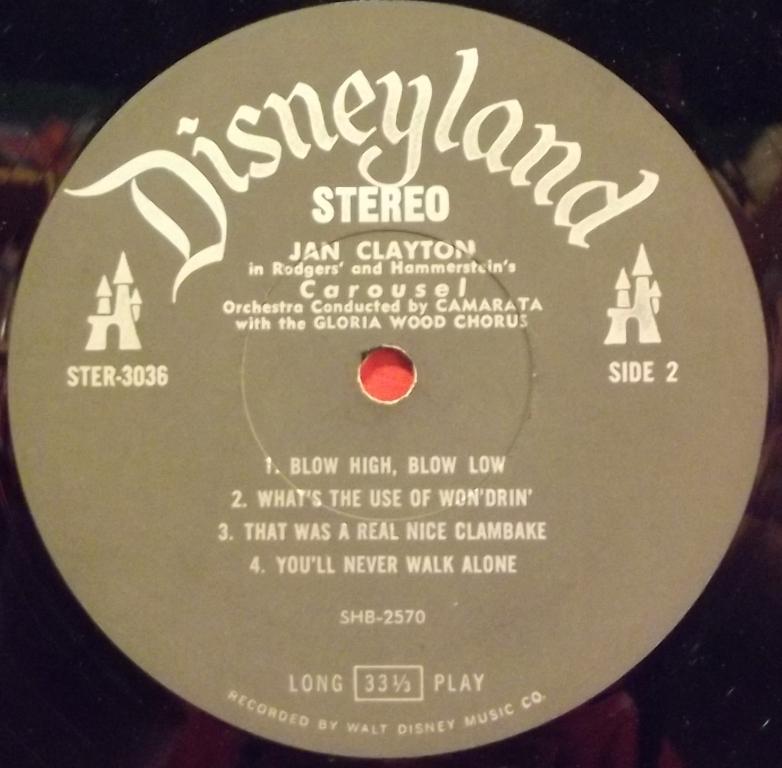 Disneyland
STEREO
JAN CLAYTON
in Rodgers' and Hammerstein's
Carousel
Orchestra Conducted by CAMARATA
with the GLORIA WOOD CHORUS
STER-3036
SIDE 2
1. BLOW HIGH, BLOW LOW
2. WHAT'S THE USE OF WON'DRIN'
3. THAT WAS A REAL NICE CLAMBAKE
4. YOU'LL NEVER WALK ALONE
SHB-2570
LONG 33⅓ PLAY
RECORDED BY WALT DISNEY MUSIC CO.